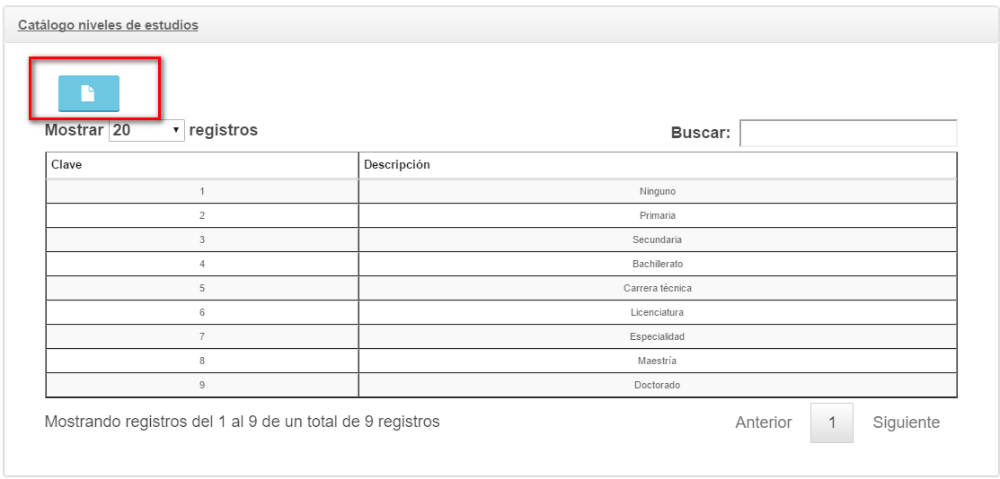 Catálogo niveles de estudios
Mostrar 20 registros Buscar:
Clave Descripción
1 Ninguno
2 Primaria
3 Secundaria
4 Bachillerato
5 Carrera técnica
6 Licenciatura
7 Especialidad
8 Maestría
9 Doctorado
Mostrando registros del 1 al 9 de un total de 9 registros Anterior 1 Siguiente